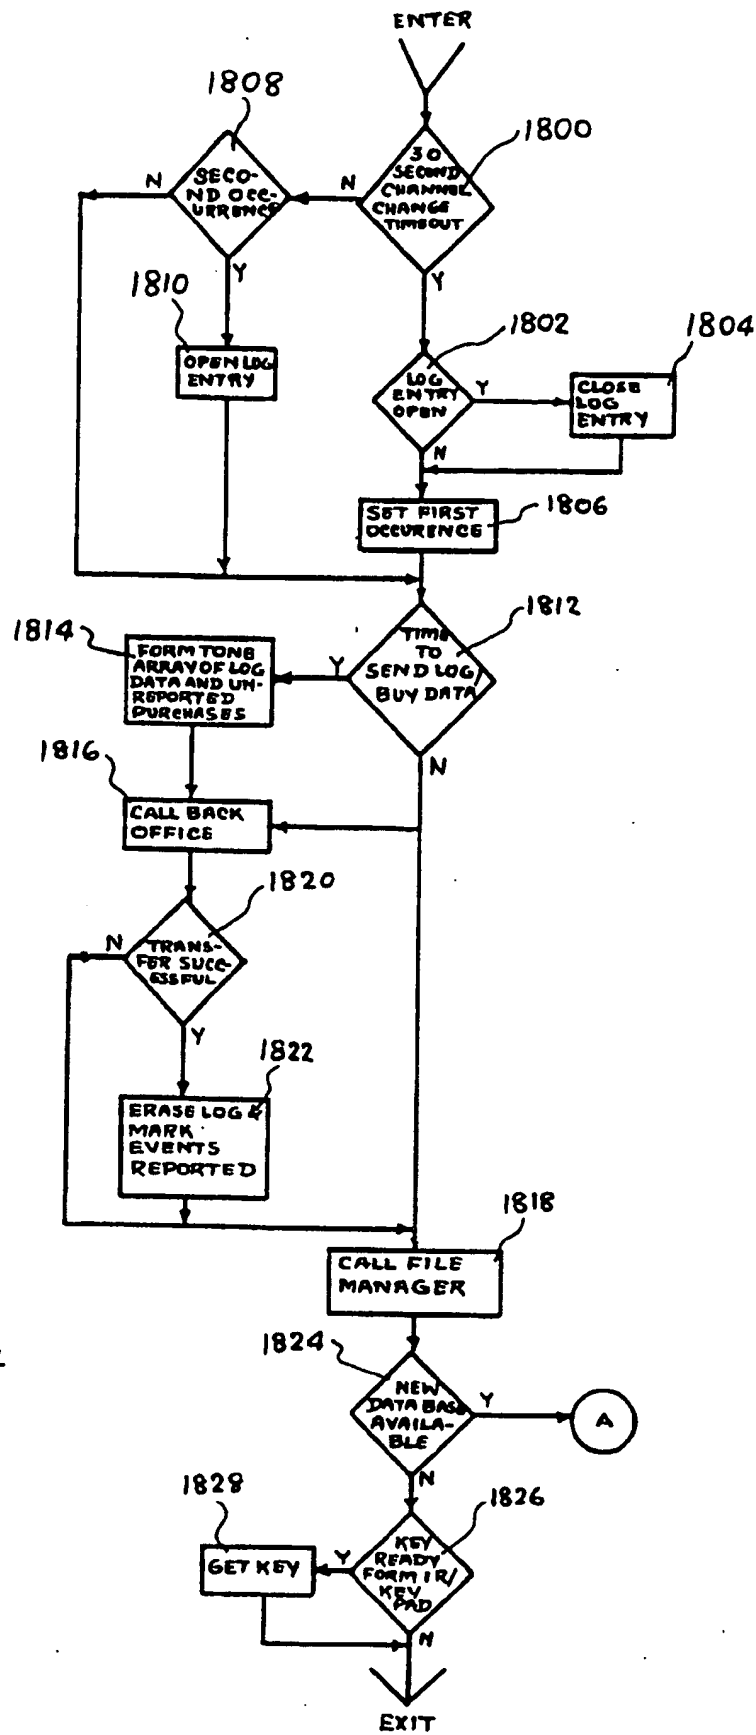 ENTER
1808
1800
30
SECOND
CHANNEL
CHANGE
TIMEOUT
N
SECO-
ND OCC-
URRENCE
N
Y
Y
1810
OPEN LOG
ENTRY
1802
LOG
ENTRY
OPEN
Y
N
1804
CLOSE
LOG
ENTRY
SET FIRST
OCCURENCE
1806
1812
TIME
TO
SEND LOG/
BUY DATA
Y
N
1814
FORM TONE
ARRAY OF LOG
DATA AND UN-
REPORTED
PURCHASES
1816
CALL BACK
OFFICE
1820
TRANS-
FER SUCC-
ESSFUL
N
Y
1822
ERASE LOG &
MARK
EVENTS
REPORTED
1818
CALL FILE
MANAGER
1824
NEW
DATA BASE
AVAILA-
BLE
Y
A
N
1828
GET KEY
1826
KEY
READY
FORM IR/
KEY
PAD
Y
N
EXIT